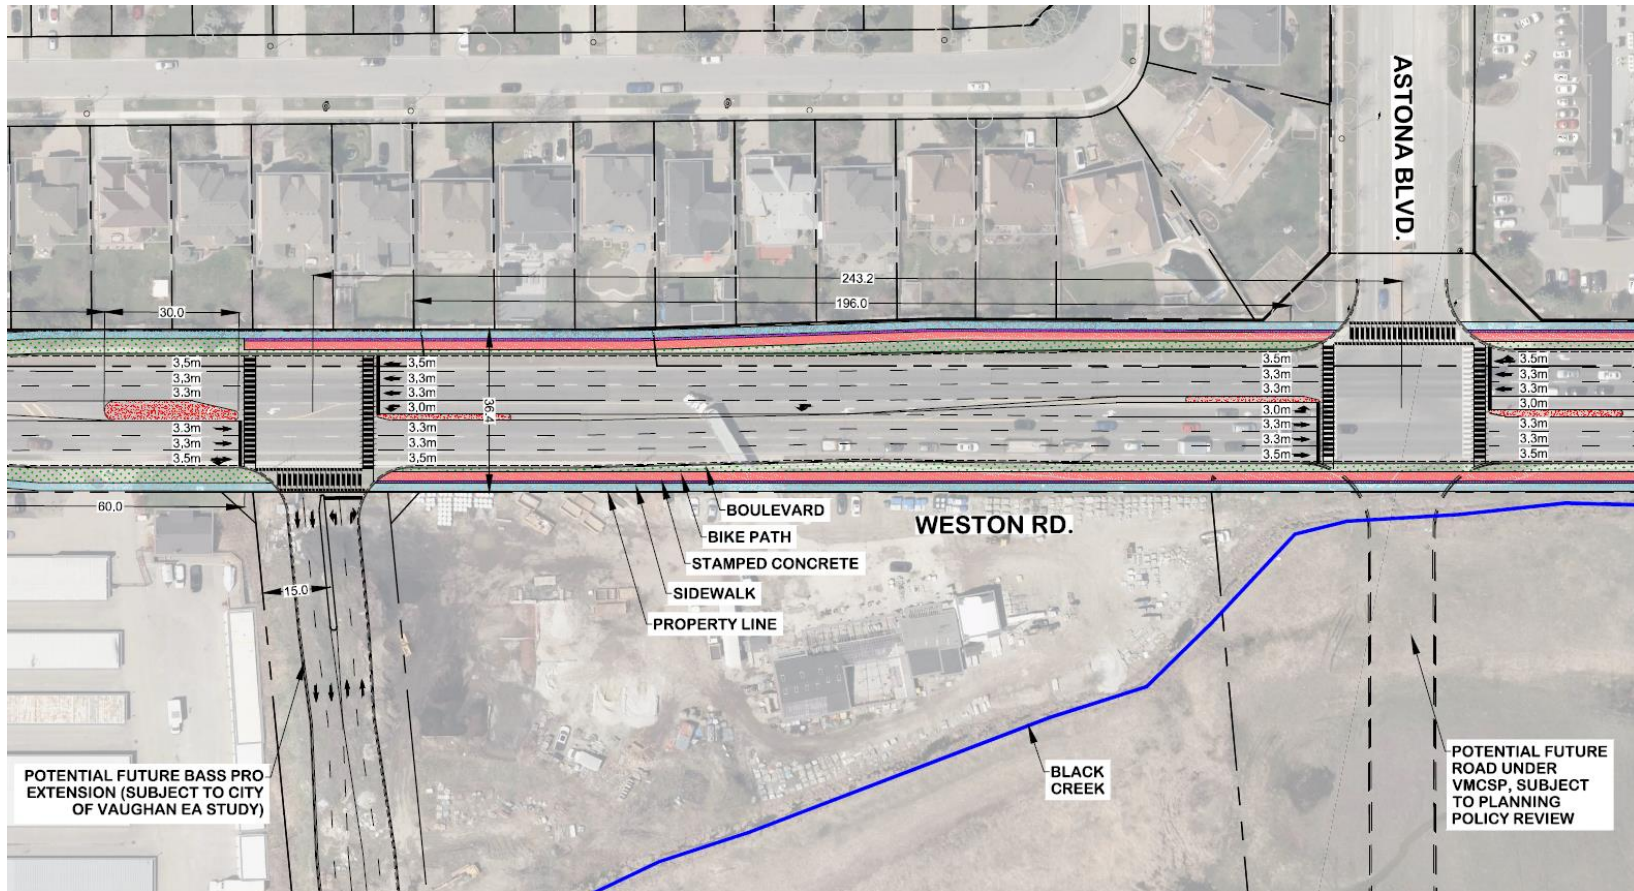 ASTONA BLVD.
243.2
196.0
30.0
3.5m
3.3m
3.3m
3.5m
3.3m
3.3m
3.0m
36.4
3.5m
3.3m
3.3m
3.5m
3.3m
3.3m
3.0m
3.3m
3.3m
3.5m
3.3m
3.3m
3.5m
3.0m
3.3m
3.3m
3.5m
3.3m
3.3m
3.5m
60.0
15.0
BOULEVARD
BIKE PATH
STAMPED CONCRETE
SIDEWALK
PROPERTY LINE
WESTON RD.
POTENTIAL FUTURE BASS PRO
EXTENSION (SUBJECT TO CITY
OF VAUGHAN EA STUDY)
BLACK
CREEK
POTENTIAL FUTURE
ROAD UNDER
VMCSP, SUBJECT
TO PLANNING
POLICY REVIEW